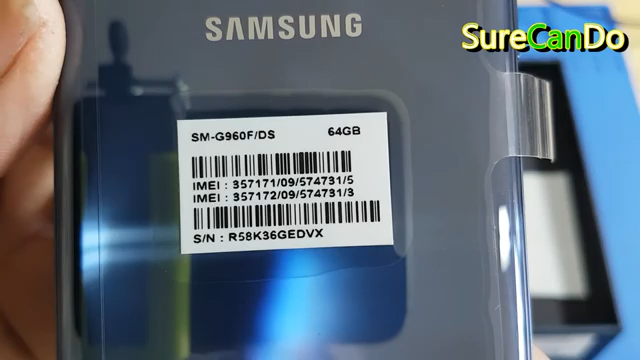 SAMSUNG
SureCanDo
SM-G960F/DS 64GB
IMEI : 357171/09/574731/5
IMEI : 357172/09/574731/3
S/N : R58K36GEDVX